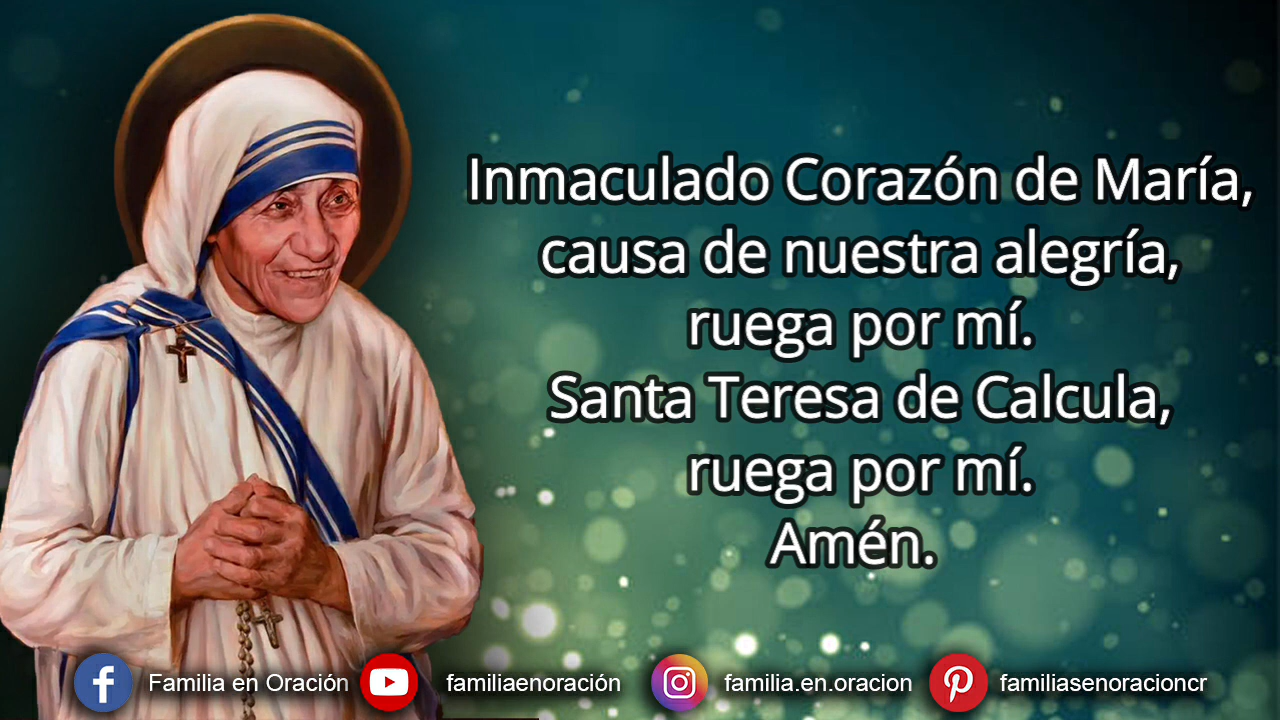 Inmaculado Corazón de María,
causa de nuestra alegría,
ruega por mí.
Santa Teresa de Calcula,
ruega por mí.
Amén.
Familia en Oración familiaenoración familia.en.oracion familiasenoracioncr